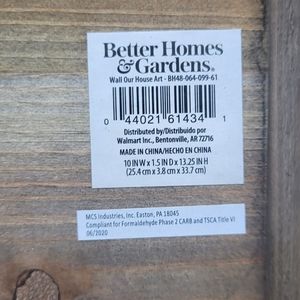 Better Homes
& Gardens®
Wall Our House Art - BH48-064-099-61
0 44021 61434 1
Distributed by/Distribuido por
Walmart Inc., Bentonville, AR 72716
MADE IN CHINA/HECHO EN CHINA
10 IN W x 1.5 IN D x 13.25 IN H
(25.4 cm x 3.8 cm x 33.7 cm)
MCS Industries, Inc. Easton, PA 18045
Compliant for Formaldehyde Phase 2 CARB and TSCA Title VI
06/2020